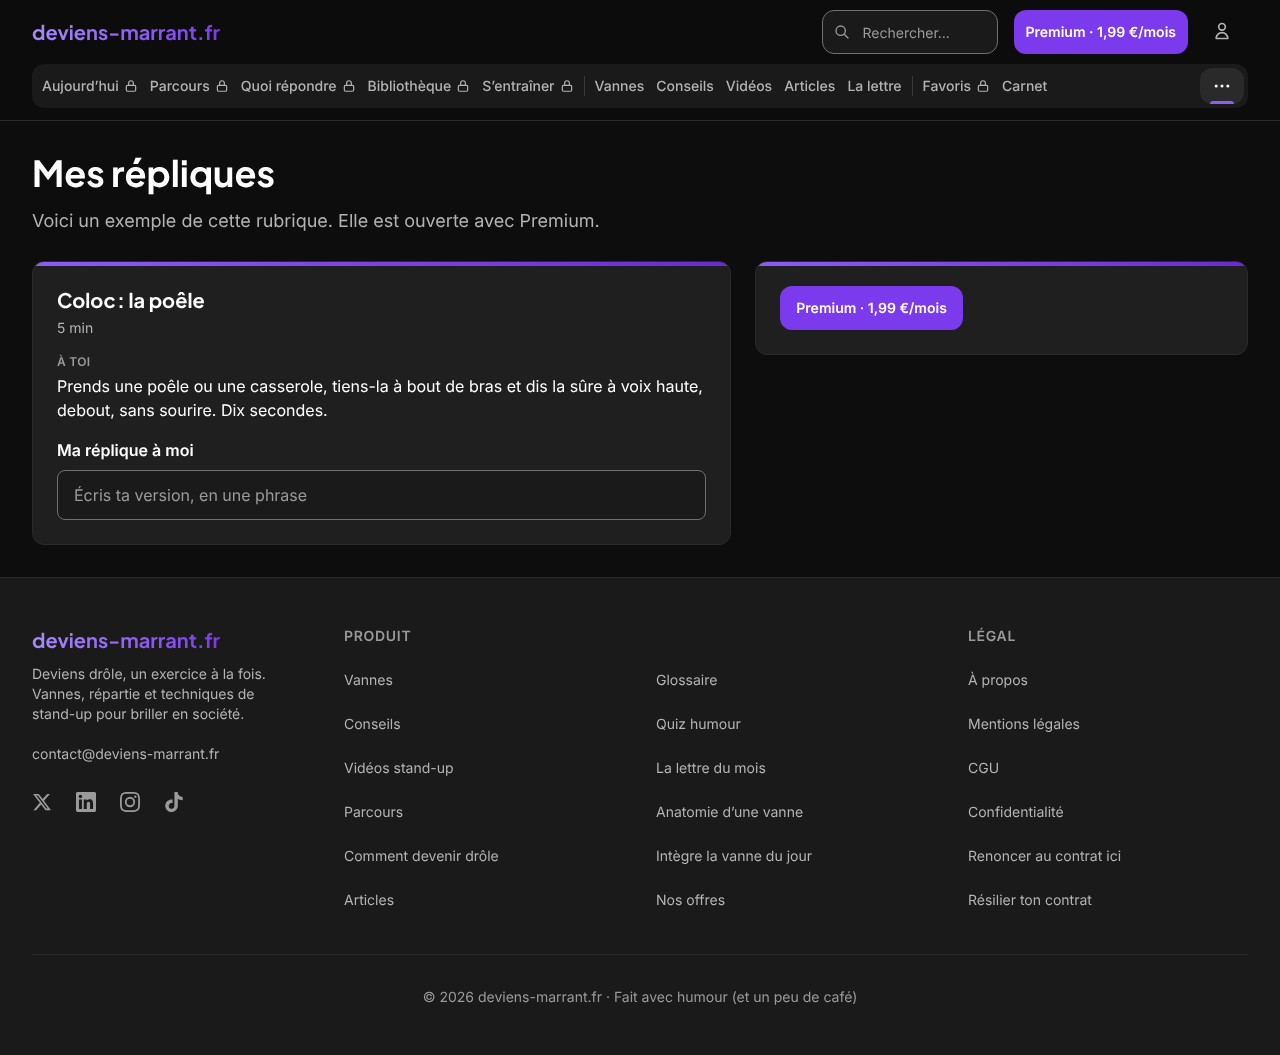 deviens-marrant.fr
Rechercher...
Premium · 1,99 €/mois
Aujourd’hui
Parcours
Quoi répondre
Bibliothèque
S’entraîner
Vannes
Conseils
Vidéos
Articles
La lettre
Favoris
Carnet
Mes répliques
Voici un exemple de cette rubrique. Elle est ouverte avec Premium.
Coloc : la poêle
5 min
À TOI
Prends une poêle ou une casserole, tiens-la à bout de bras et dis la sûre à voix haute,
debout, sans sourire. Dix secondes.
Ma réplique à moi
Écris ta version, en une phrase
Premium · 1,99 €/mois
deviens-marrant.fr
Deviens drôle, un exercice à la fois.
Vannes, répartie et techniques de
stand-up pour briller en société.
contact@deviens-marrant.fr
PRODUIT
Vannes
Conseils
Vidéos stand-up
Parcours
Comment devenir drôle
Articles
Glossaire
Quiz humour
La lettre du mois
Anatomie d’une vanne
Intègre la vanne du jour
Nos offres
LÉGAL
À propos
Mentions légales
CGU
Confidentialité
Renoncer au contrat ici
Résilier ton contrat
© 2026 deviens-marrant.fr · Fait avec humour (et un peu de café)